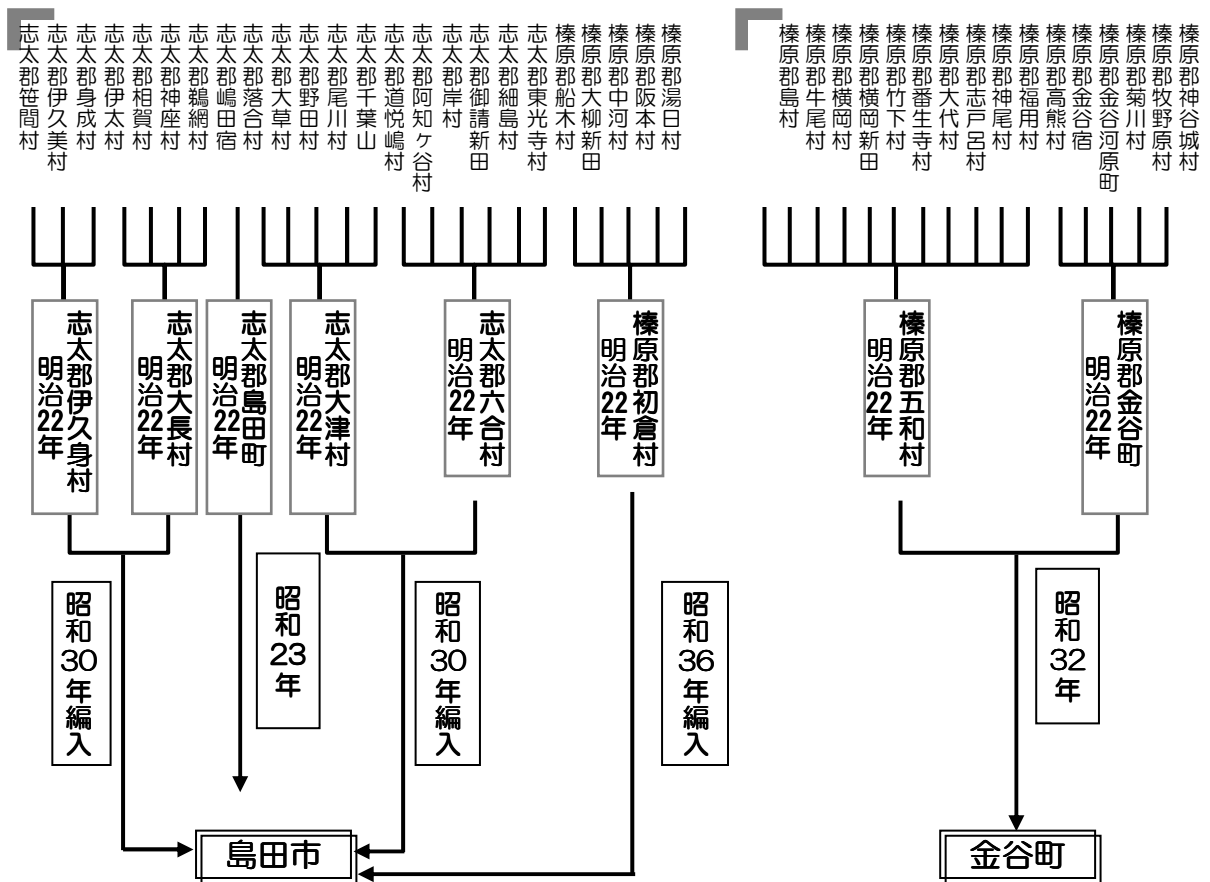 志太郡笹間村
志太郡伊久美村
志太郡身成村
志太郡伊太村
志太郡相賀村
志太郡神座村
志太郡鵜網村
志太郡嶋田宿
志太郡落合村
志太郡大草村
志太郡野田村
志太郡尾川村
志太郡千葉山
志太郡道悦嶋村
志太郡阿知ヶ谷村
志太郡岸村
志太郡御請新田
志太郡細島村
志太郡東光寺村
榛原郡船木村
榛原郡大柳新田
榛原郡中河村
榛原郡阪本村
榛原郡湯日村
榛原郡島村
榛原郡牛尾村
榛原郡横岡村
榛原郡横岡新田
榛原郡竹下村
榛原郡番生寺村
榛原郡大代村
榛原郡志戸呂村
榛原郡神尾村
榛原郡福用村
榛原郡高熊村
榛原郡金谷宿
榛原郡金谷河原町
榛原郡菊川村
榛原郡牧野原村
榛原郡神谷城村
志太郡伊久身村
明治22年
志太郡大長村
明治22年
志太郡島田町
明治22年
志太郡大津村
明治22年
志太郡六合村
明治22年
榛原郡初倉村
明治22年
榛原郡五和村
明治22年
榛原郡金谷町
明治22年
昭和30年編入
昭和23年
昭和30年編入
昭和36年編入
昭和32年
島田市
金谷町